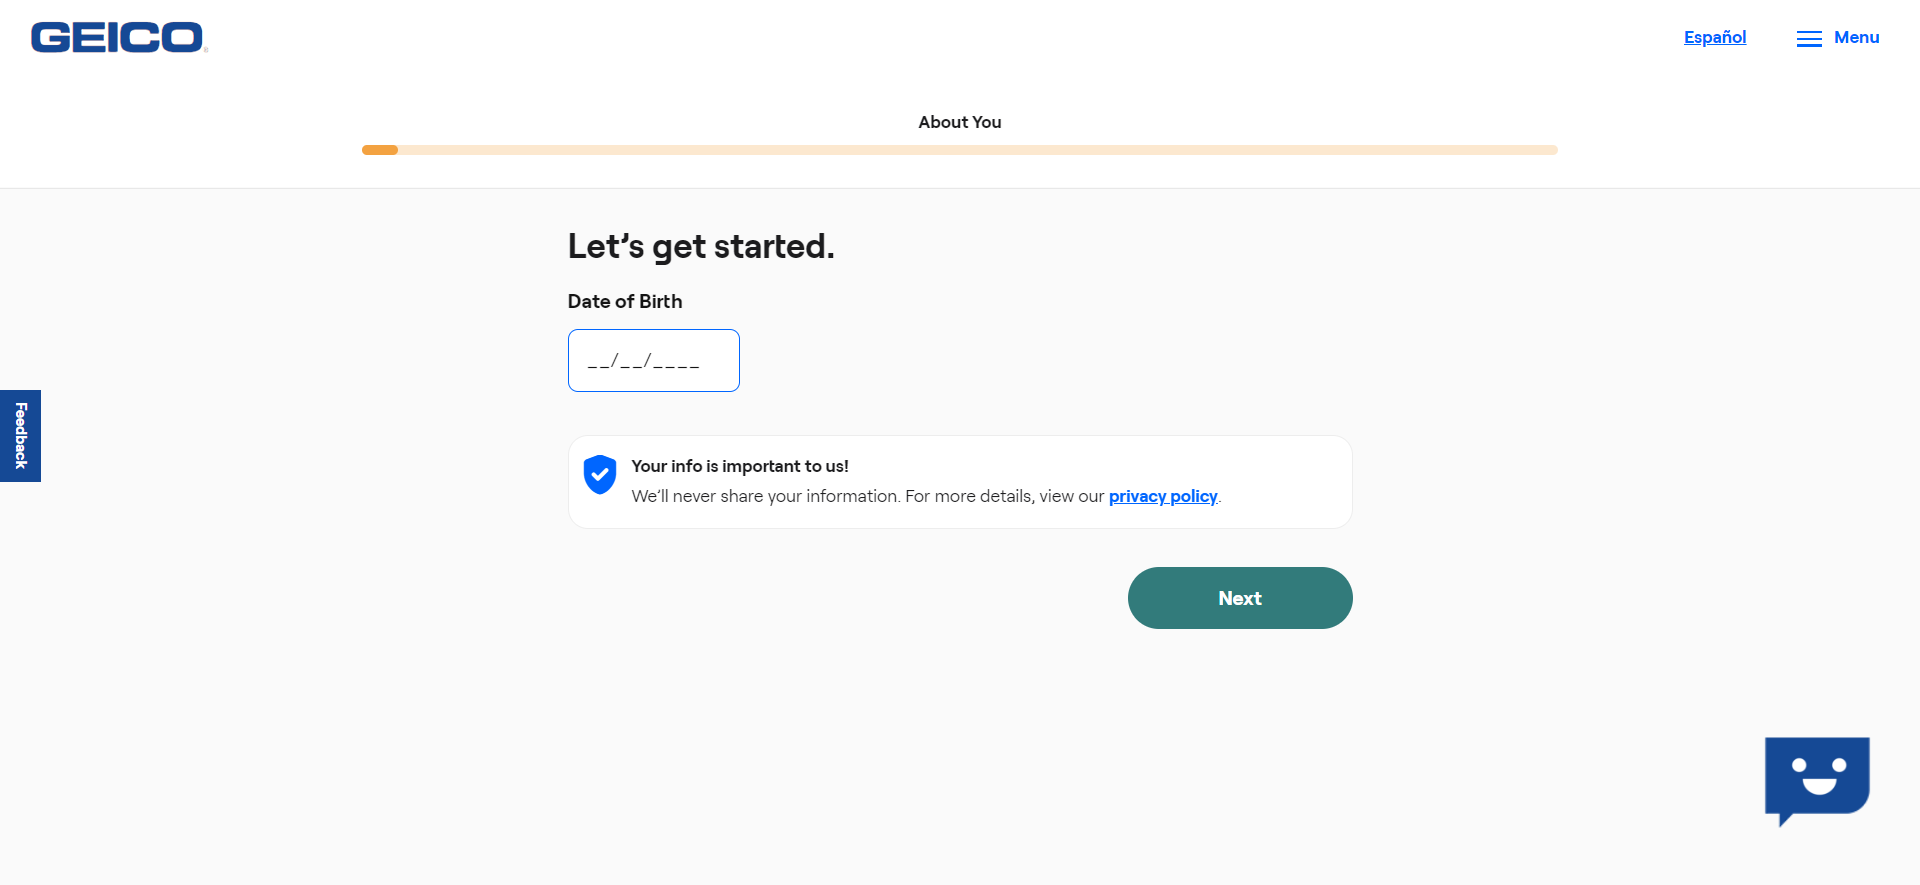 GEICO
Español
Menu
About You
Let’s get started.
Date of Birth
__/__/____
Your info is important to us!
We’ll never share your information. For more details, view our privacy policy.
Next
Feedback